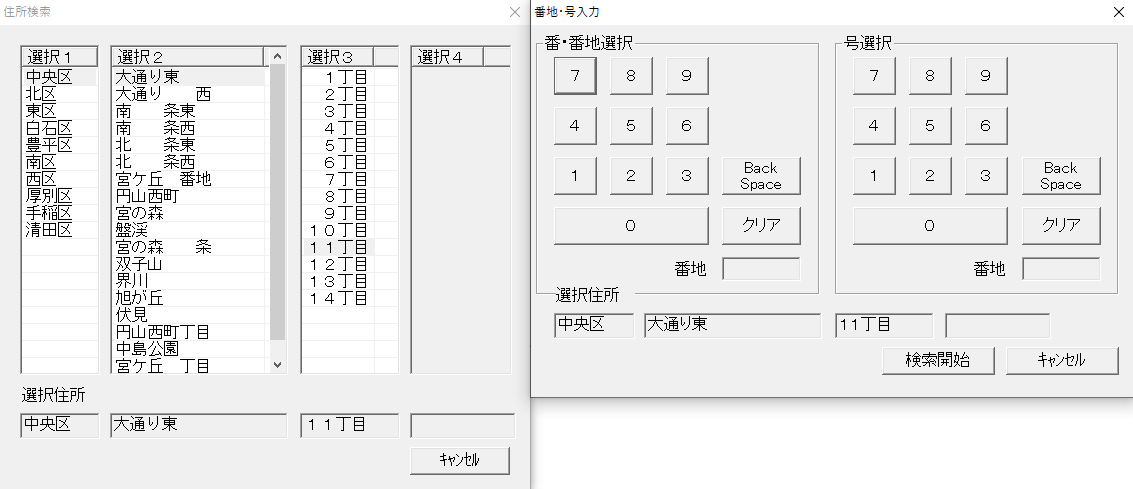 住所検索
選択１ 選択２ 選択３ 選択４
中央区 大通り東 １丁目
北区 大通り　　西 ２丁目
東区 南　　条東 ３丁目
白石区 南　　条西 ４丁目
豊平区 北　　条東 ５丁目
南区 北　　条西 ６丁目
西区 宮ケ丘　番地 ７丁目
厚別区 円山西町 ８丁目
手稲区 宮の森 ９丁目
清田区 盤渓 １０丁目
宮の森　　条 １１丁目
双子山 １２丁目
界川 １３丁目
旭が丘 １４丁目
伏見
円山西町丁目
中島公園
宮ケ丘　丁目
選択住所
中央区 大通り東 １１丁目
ｷｬﾝｾﾙ
番地・号入力
番・番地選択
7 8 9
4 5 6
1 2 3 Back Space
0 クリア
番地
号選択
7 8 9
4 5 6
1 2 3 Back Space
0 クリア
番地
選択住所
中央区 大通り東 11丁目
検索開始 ｷｬﾝｾﾙ